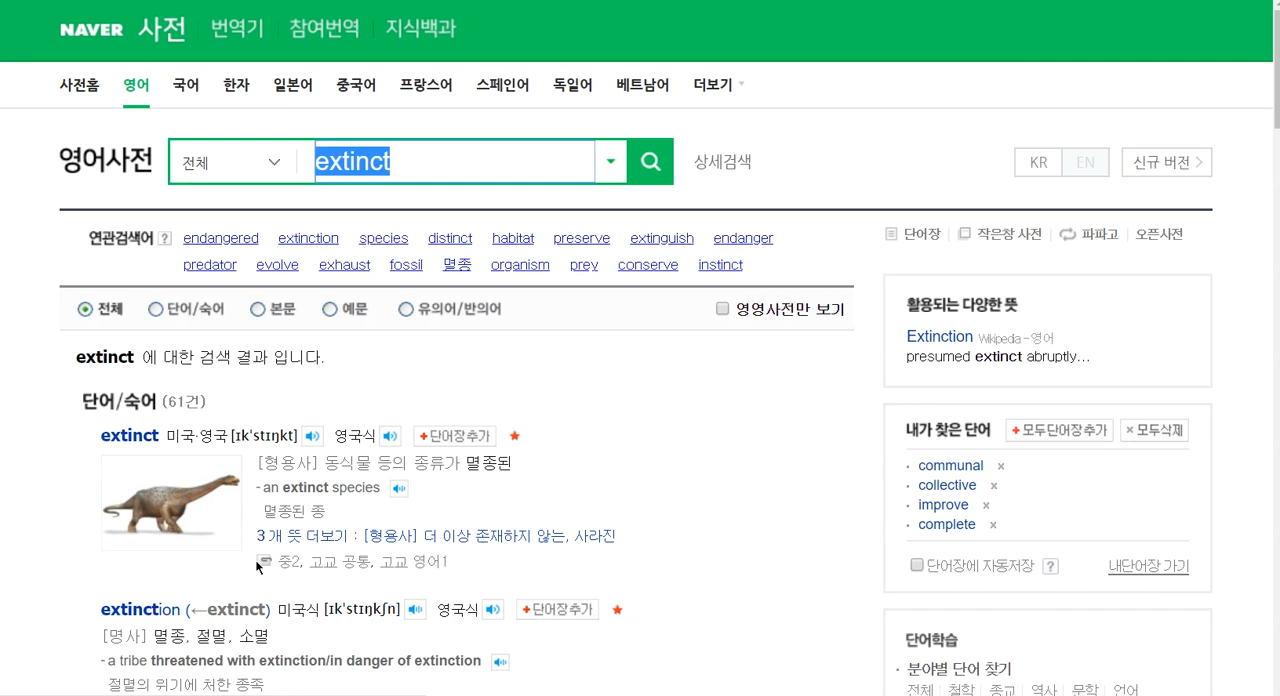 NAVER 사전 번역기 참여번역 지식백과
사전홈 영어 국어 한자 일본어 중국어 프랑스어 스페인어 독일어 베트남어 더보기
영어사전 전체 extinct 상세검색 KR EN 신규 버전 >
연관검색어 ? endangered extinction species distinct habitat preserve extinguish endanger
predator evolve exhaust fossil 멸종 organism prey conserve instinct
단어장 작은창 사전 파파고 오픈사전
전체 단어/숙어 본문 예문 유의어/반의어 영영사전만 보기
extinct 에 대한 검색 결과 입니다.
단어/숙어 (61건)
extinct 미국·영국 [ɪkˈstɪŋkt] 영국식 +단어장추가
[형용사] 동식물 등의 종류가 멸종된
- an extinct species
멸종된 종
3개 뜻 더보기 : [형용사] 더 이상 존재하지 않는, 사라진
중2, 고교 공통, 고교 영어1
extinction (←extinct) 미국식 [ɪkˈstɪŋkʃn] 영국식 +단어장추가
[명사] 멸종, 절멸, 소멸
- a tribe threatened with extinction/in danger of extinction
절멸의 위기에 처한 종족
활용되는 다양한 뜻
Extinction Wikipedia-영어
presumed extinct abruptly...
내가 찾은 단어 +모두단어장추가 ×모두삭제
· communal x
· collective x
· improve x
· complete x
단어장에 자동저장 ? 내단어장 가기
단어학습
· 분야별 단어 찾기
전체 | 철학 | 종교 | 역사 | 문학 | 언어